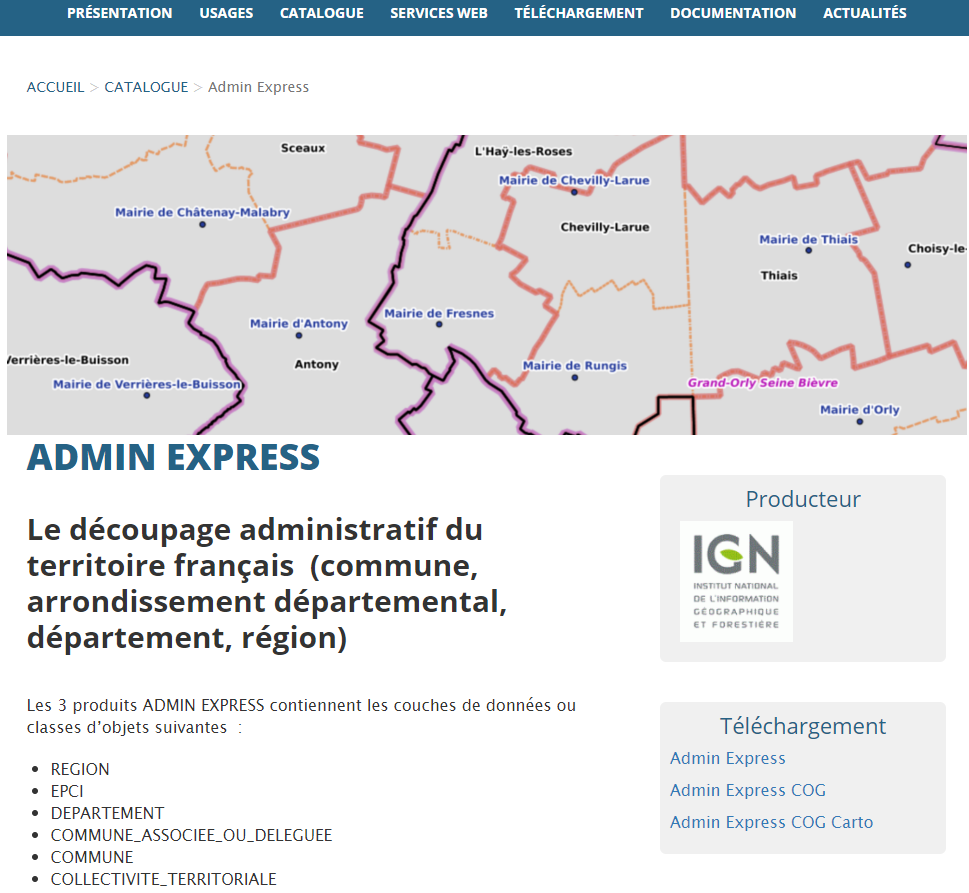 PRÉSENTATION USAGES CATALOGUE SERVICES WEB TÉLÉCHARGEMENT DOCUMENTATION ACTUALITÉS
ACCUEIL > CATALOGUE > Admin Express
Sceaux
L'Haÿ-les-Roses
Mairie de Chevilly-Larue
Mairie de Châtenay-Malabry
Chevilly-Larue
Mairie de Thiais
Choisy-le-
Thiais
Mairie de Fresnes
Mairie d'Antony
Verrières-le-Buisson
Antony
Mairie de Rungis
Mairie de Verrières-le-Buisson
Grand-Orly Seine Bièvre
Mairie d'Orly
ADMIN EXPRESS
Le découpage administratif du
territoire français (commune,
arrondissement départemental,
département, région)
Les 3 produits ADMIN EXPRESS contiennent les couches de données ou
classes d’objets suivantes :
• REGION
• EPCI
• DEPARTEMENT
• COMMUNE_ASSOCIEE_OU_DELEGUEE
• COMMUNE
• COLLECTIVITE_TERRITORIALE
Producteur
IGN
INSTITUT NATIONAL
DE L'INFORMATION
GÉOGRAPHIQUE
ET FORESTIÈRE
Téléchargement
Admin Express
Admin Express COG
Admin Express COG Carto